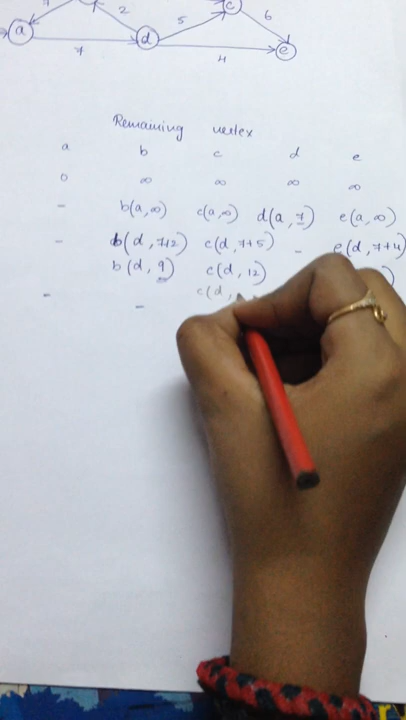 2 5 c 6
a 7 d 4 e
Remaining vertex
a b c d e
0 ∞ ∞ ∞ ∞
- b(a,∞) c(a,∞) d(a,7) e(a,∞)
- b(d,7+2) c(d,7+5) - e(d,7+4)
b(d,9) c(d,12) )
- - c(d,